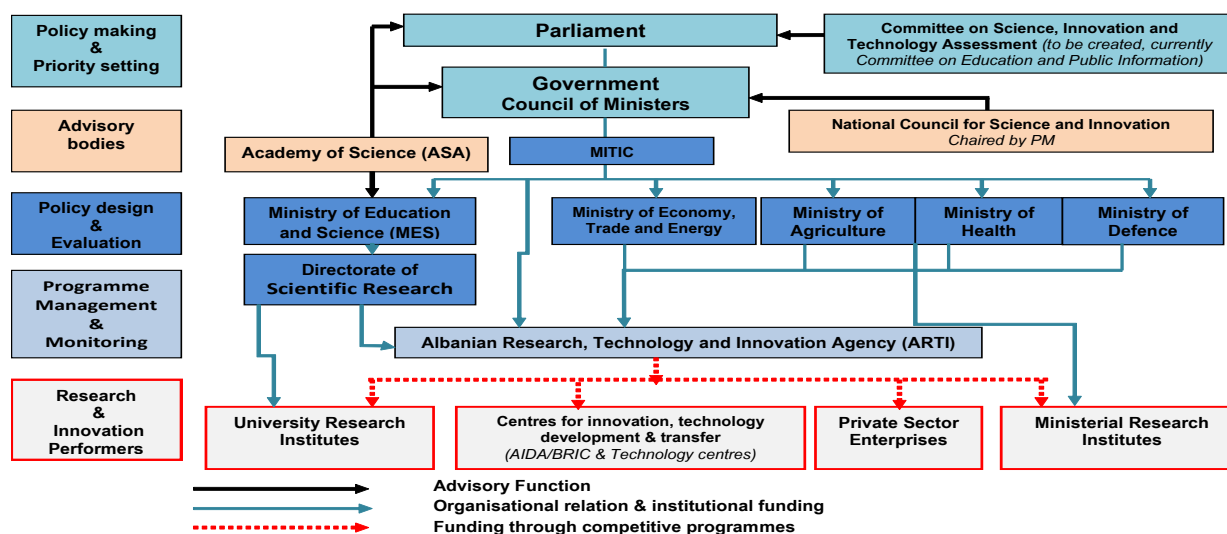 Policy making
&
Priority setting
Parliament
Committee on Science, Innovation and
Technology Assessment (to be created, currently
Committee on Education and Public Information)
Government
Council of Ministers
Advisory
bodies
National Council for Science and Innovation
Chaired by PM
Academy of Science (ASA)
MITIC
Policy design
&
Evaluation
Ministry of Education
and Science (MES)
Ministry of Economy,
Trade and Energy
Ministry of
Agriculture
Ministry of
Health
Ministry of
Defence
Directorate of
Scientific Research
Programme
Management
&
Monitoring
Albanian Research, Technology and Innovation Agency (ARTI)
Research
&
Innovation
Performers
University Research
Institutes
Centres for innovation, technology
development & transfer
(AIDA/BRIC & Technology centres)
Private Sector
Enterprises
Ministerial Research
Institutes
Advisory Function
Organisational relation & institutional funding
Funding through competitive programmes